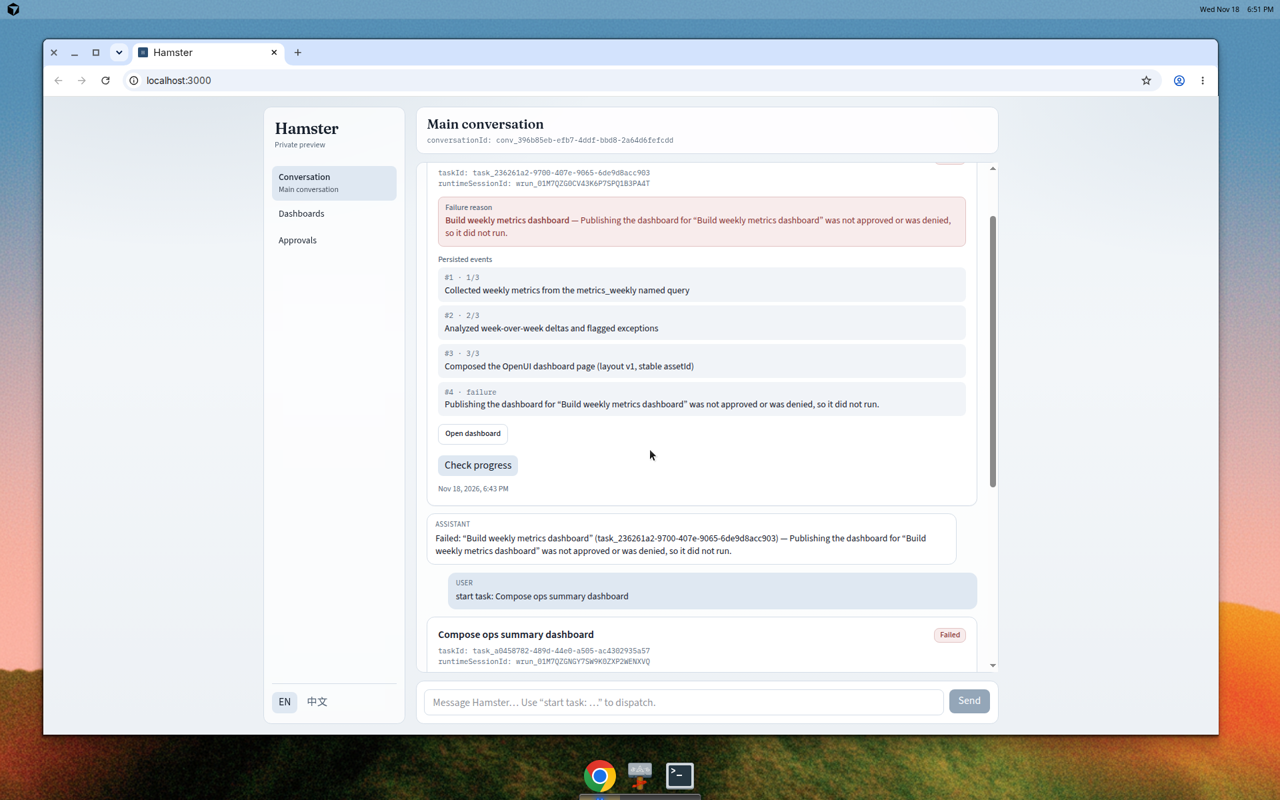 Wed Nov 18 6:51 PM
Hamster
localhost:3000
Hamster
Private preview
Conversation
Main conversation
Dashboards
Approvals
EN 中文
Main conversation
conversationId: conv_396b85eb-efb7-4ddf-bbd8-2a64d6fefcdd
taskId: task_236261a2-9700-407e-9065-6de9d8acc903
runtimeSessionId: wrun_01M7QZG0CV43K6P7SPQ1B3PA4T
Failure reason
Build weekly metrics dashboard — Publishing the dashboard for “Build weekly metrics dashboard” was not approved or was denied,
so it did not run.
Persisted events
#1 · 1/3
Collected weekly metrics from the metrics_weekly named query
#2 · 2/3
Analyzed week-over-week deltas and flagged exceptions
#3 · 3/3
Composed the OpenUI dashboard page (layout v1, stable assetId)
#4 · failure
Publishing the dashboard for “Build weekly metrics dashboard” was not approved or was denied, so it did not run.
Open dashboard
Check progress
Nov 18, 2026, 6:43 PM
ASSISTANT
Failed: “Build weekly metrics dashboard” (task_236261a2-9700-407e-9065-6de9d8acc903) — Publishing the dashboard for “Build
weekly metrics dashboard” was not approved or was denied, so it did not run.
USER
start task: Compose ops summary dashboard
Compose ops summary dashboard
Failed
taskId: task_a0458782-489d-44e0-a505-ac4302935a57
runtimeSessionId: wrun_01M7QZGNGY7SW9K0ZXP2WENXVQ
Message Hamster… Use “start task: …” to dispatch.
Send